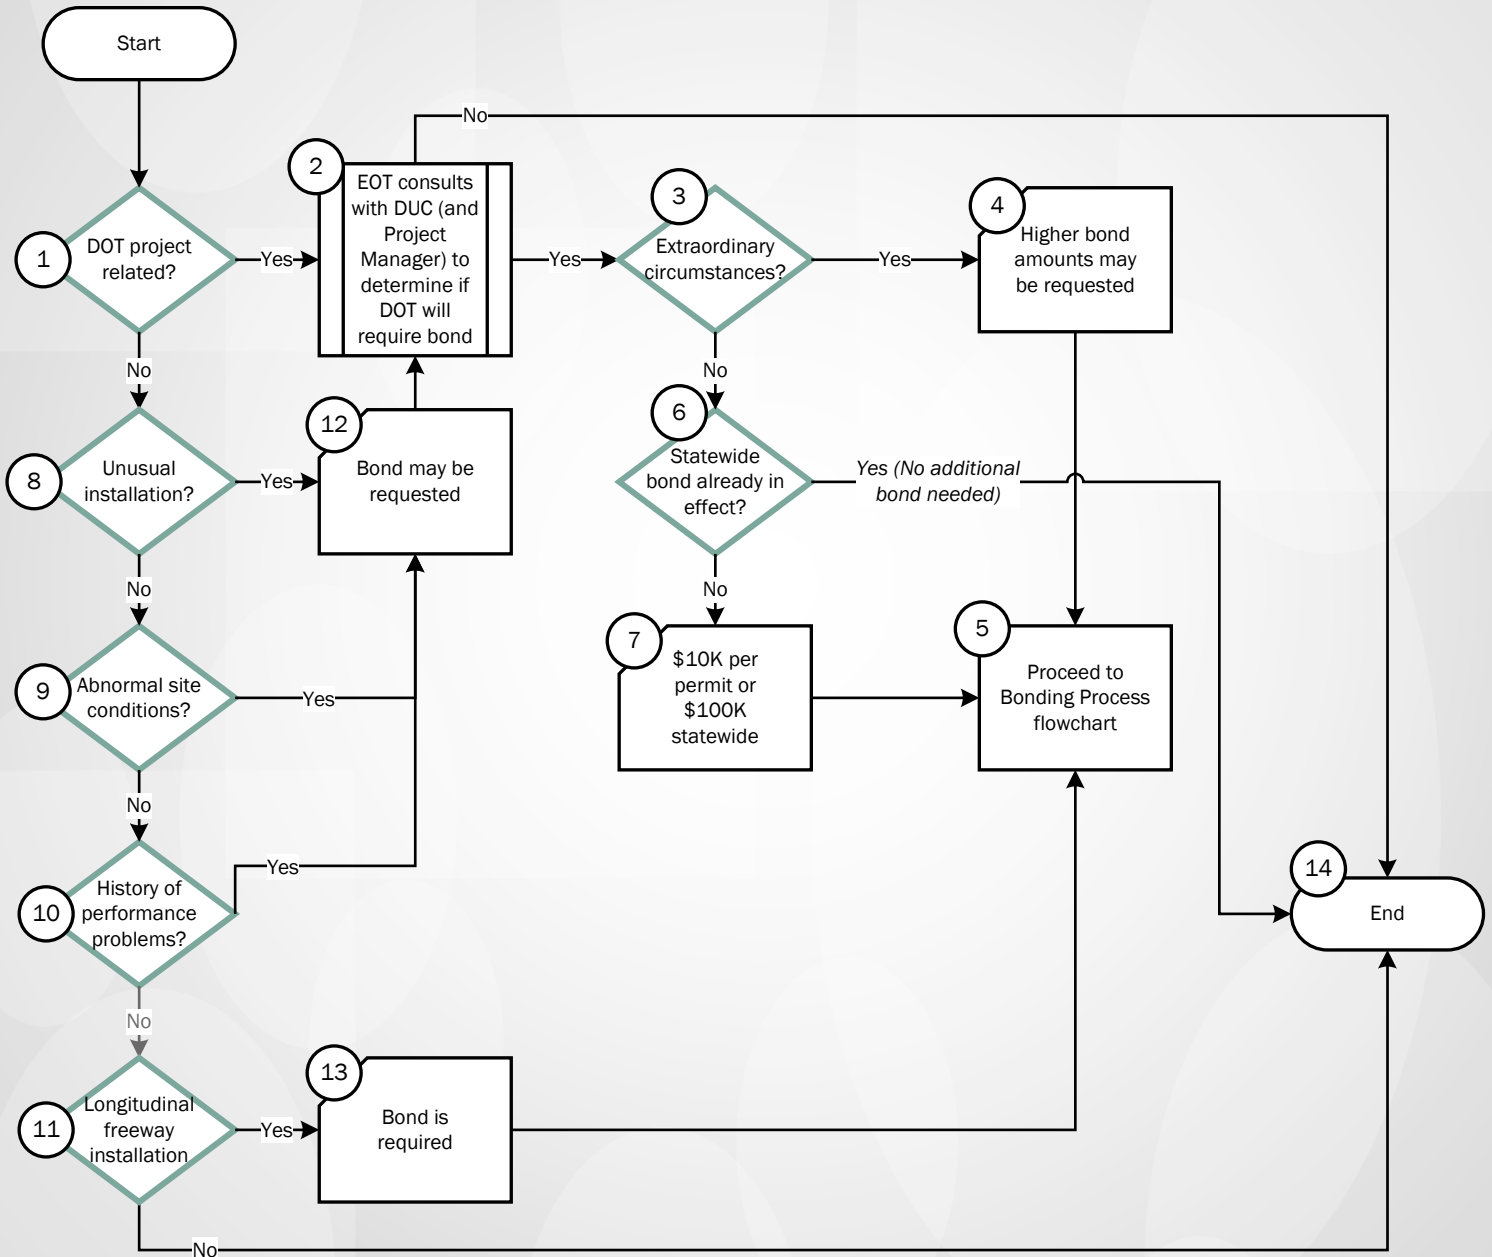 Start
No
2
EOT consults
with DUC (and
Project
Manager) to
determine if
DOT will
require bond
3
Extraordinary
circumstances?
4
Higher bond
amounts may
be requested
1
DOT project
related?
Yes
Yes
Yes
No
No
8
Unusual
installation?
Yes
12
Bond may be
requested
6
Statewide
bond already in
effect?
Yes (No additional
bond needed)
No
No
9
Abnormal site
conditions?
Yes
7
$10K per
permit or
$100K
statewide
5
Proceed to
Bonding Process
flowchart
No
10
History of
performance
problems?
Yes
14
End
No
11
Longitudinal
freeway
installation
Yes
13
Bond is
required
No